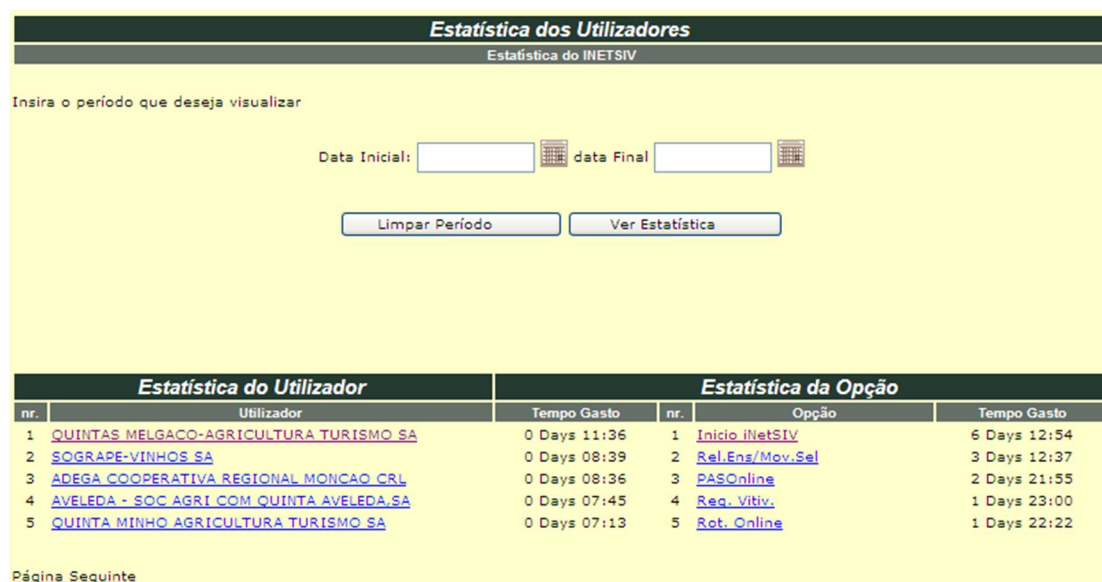 Estatística dos Utilizadores
Estatística do INETSIV
Insira o período que deseja visualizar
Data Inicial: data Final
Limpar Período Ver Estatística
Estatística do Utilizador Estatística da Opção
nr. Utilizador Tempo Gasto nr. Opção Tempo Gasto
1 QUINTAS MELGACO-AGRICULTURA TURISMO SA 0 Days 11:36 1 Inicio iNetSIV 6 Days 12:54
2 SOGRAPE-VINHOS SA 0 Days 08:39 2 Rel.Ens/Mov.Sel 3 Days 12:37
3 ADEGA COOPERATIVA REGIONAL MONCAO CRL 0 Days 08:36 3 PASOnline 2 Days 21:55
4 AVELEDA - SOC AGRI COM QUINTA AVELEDA,SA 0 Days 07:45 4 Reg. Vitiv. 1 Days 23:00
5 QUINTA MINHO AGRICULTURA TURISMO SA 0 Days 07:13 5 Rot. Online 1 Days 22:22
Página Seguinte